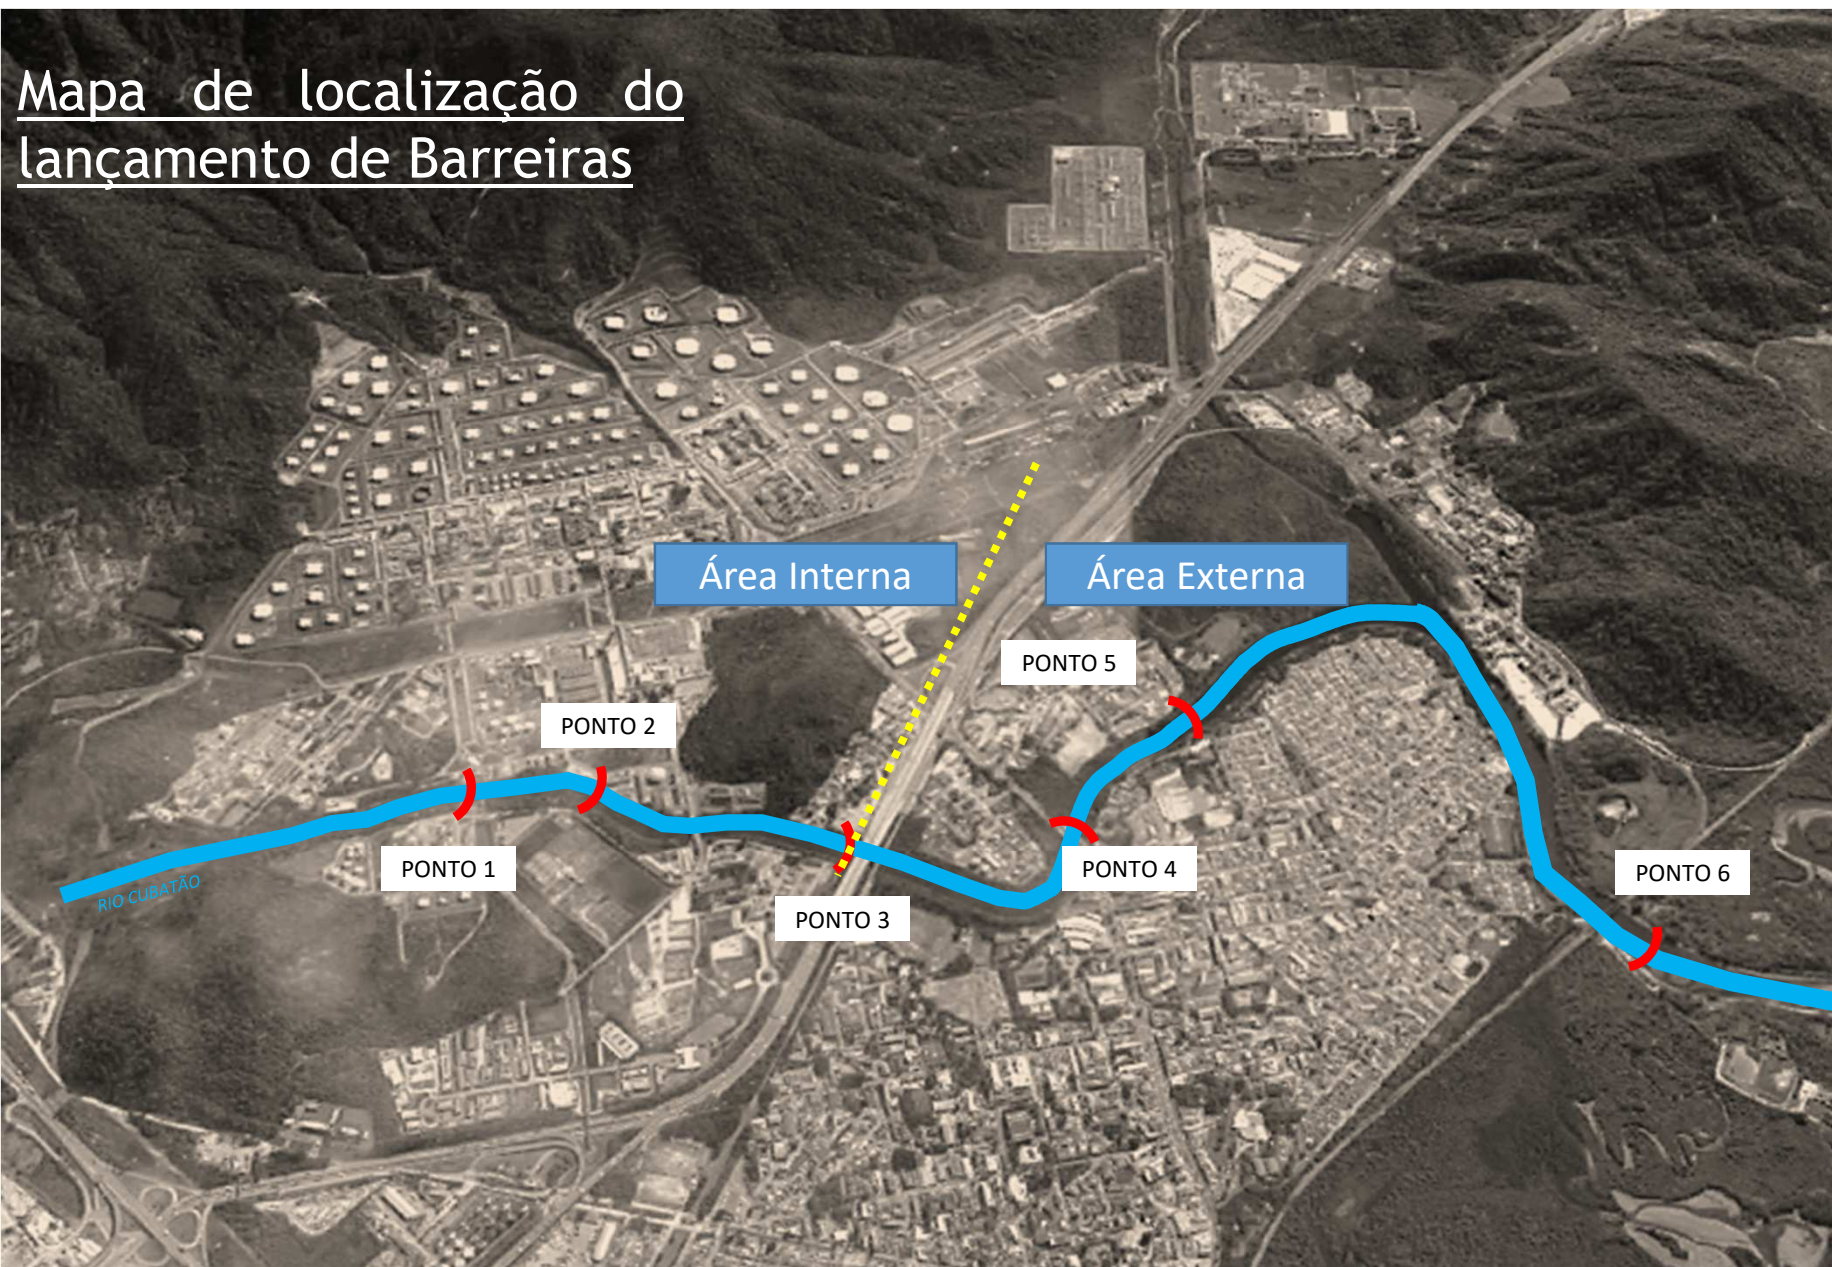 Mapa de localização do
lançamento de Barreiras
Área Interna
Área Externa
PONTO 5
PONTO 2
PONTO 1
PONTO 4
PONTO 6
RIO CUBATÃO
PONTO 3